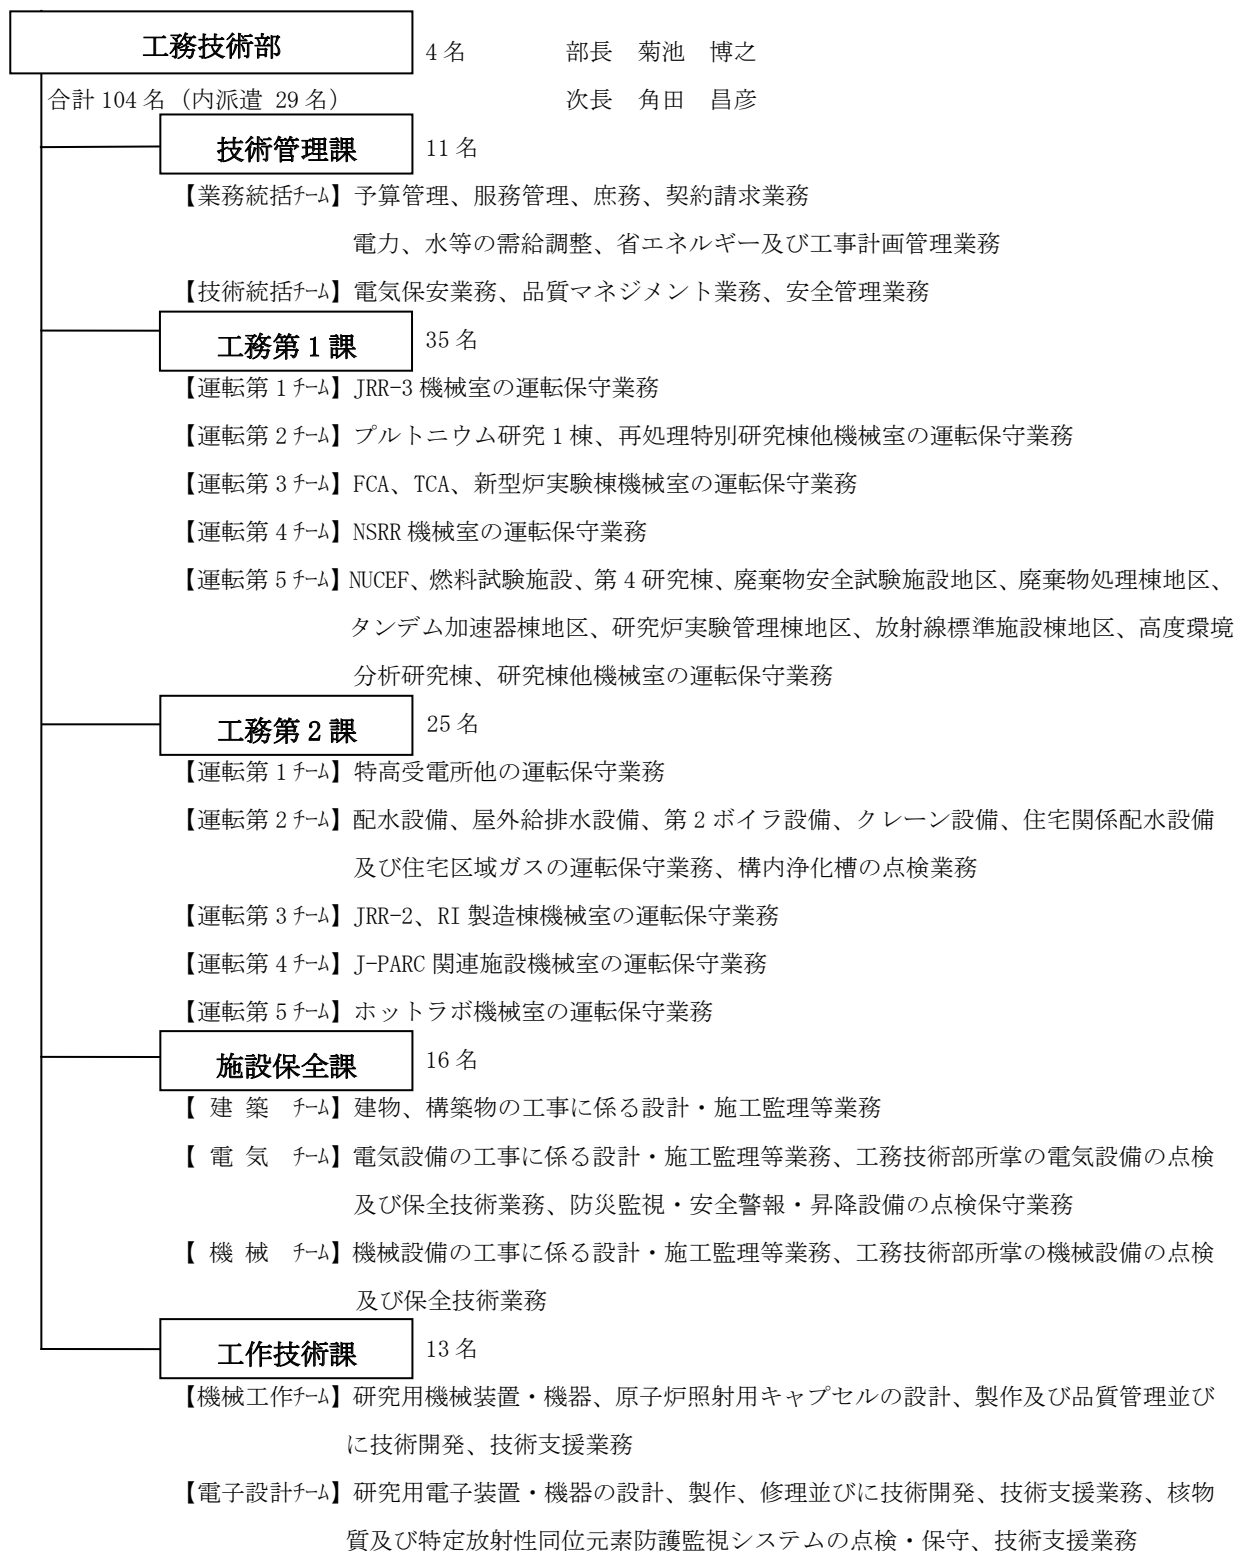 工務技術部 4名 部長 菊池 博之
合計 104 名（内派遣 29 名） 次長 角田 昌彦
技術管理課 11 名
【業務統括ﾁｰﾑ】予算管理、服務管理、庶務、契約請求業務
電力、水等の需給調整、省エネルギー及び工事計画管理業務
【技術統括ﾁｰﾑ】電気保安業務、品質マネジメント業務、安全管理業務
工務第 1 課 35 名
【運転第 1 ﾁｰﾑ】JRR-3 機械室の運転保守業務
【運転第 2 ﾁｰﾑ】プルトニウム研究 1 棟、再処理特別研究棟他機械室の運転保守業務
【運転第 3 ﾁｰﾑ】FCA、TCA、新型炉実験棟機械室の運転保守業務
【運転第 4 ﾁｰﾑ】NSRR 機械室の運転保守業務
【運転第 5 ﾁｰﾑ】NUCEF、燃料試験施設、第 4 研究棟、廃棄物安全試験施設地区、廃棄物処理棟地区、
タンデム加速器棟地区、研究炉実験管理棟地区、放射線標準施設棟地区、高度環境
分析研究棟、研究棟他機械室の運転保守業務
工務第 2 課 25 名
【運転第 1 ﾁｰﾑ】特高受電所他の運転保守業務
【運転第 2 ﾁｰﾑ】配水設備、屋外給排水設備、第 2 ボイラ設備、クレーン設備、住宅関係配水設備
及び住宅区域ガスの運転保守業務、構内浄化槽の点検業務
【運転第 3 ﾁｰﾑ】JRR-2、RI 製造棟機械室の運転保守業務
【運転第 4 ﾁｰﾑ】J-PARC 関連施設機械室の運転保守業務
【運転第 5 ﾁｰﾑ】ホットラボ機械室の運転保守業務
施設保全課 16 名
【 建 築 ﾁｰﾑ】建物、構築物の工事に係る設計・施工監理等業務
【 電 気 ﾁｰﾑ】電気設備の工事に係る設計・施工監理等業務、工務技術部所掌の電気設備の点検
及び保全技術業務、防災監視・安全警報・昇降設備の点検保守業務
【 機 械 ﾁｰﾑ】機械設備の工事に係る設計・施工監理等業務、工務技術部所掌の機械設備の点検
及び保全技術業務
工作技術課 13 名
【機械工作ﾁｰﾑ】研究用機械装置・機器、原子炉照射用キャプセルの設計、製作及び品質管理並び
に技術開発、技術支援業務
【電子設計ﾁｰﾑ】研究用電子装置・機器の設計、製作、修理並びに技術開発、技術支援業務、核物
質及び特定放射性同位元素防護監視システムの点検・保守、技術支援業務